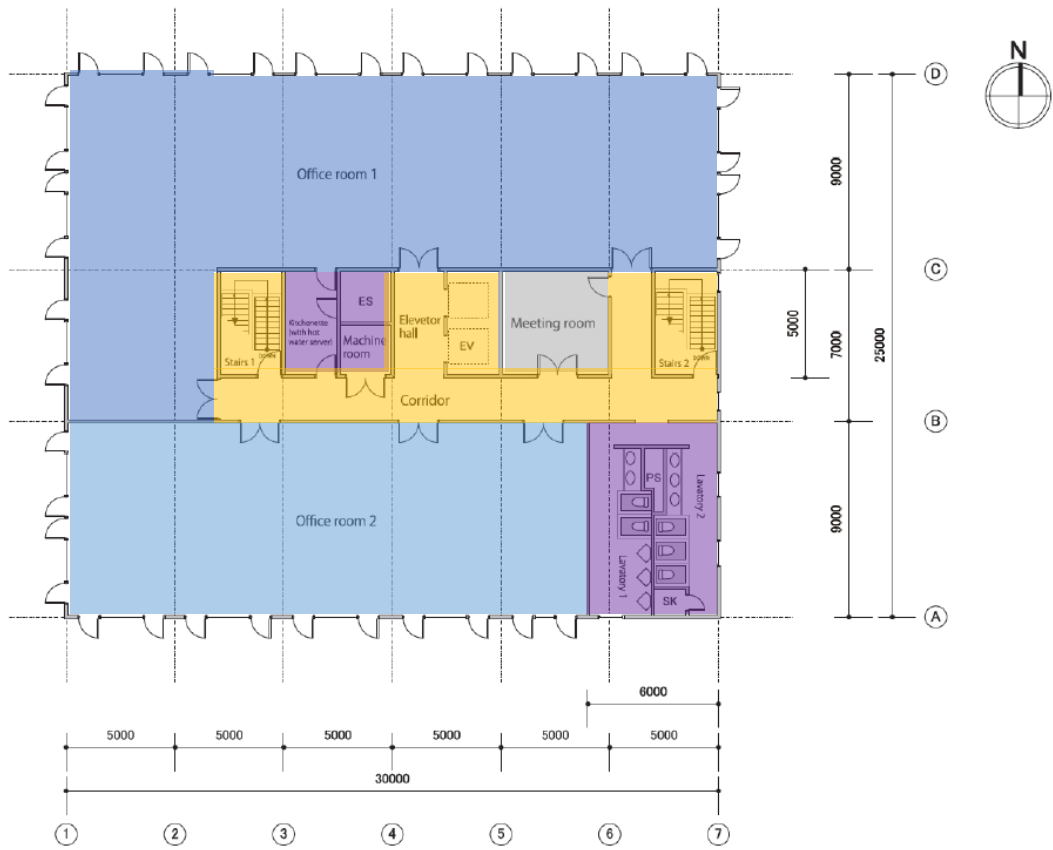 N
D
9000
Office room 1
C
ES
Kitchenette
(with hot
water server)
Elevetor
hall
Meeting room
5000
7000
25000
Machine
room
EV
Stairs 1
DOWN
Stairs 2
DOWN
Corridor
B
PS
Lavatory 2
9000
Office room 2
Lavatory 1
SK
A
6000
5000
5000
5000
5000
5000
5000
30000
1
2
3
4
5
6
7